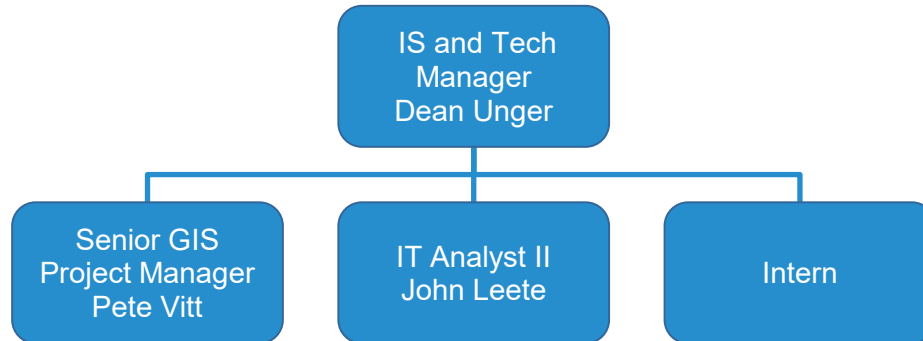 IS and Tech
Manager
Dean Unger
Senior GIS
Project Manager
Pete Vitt
IT Analyst II
John Leete
Intern